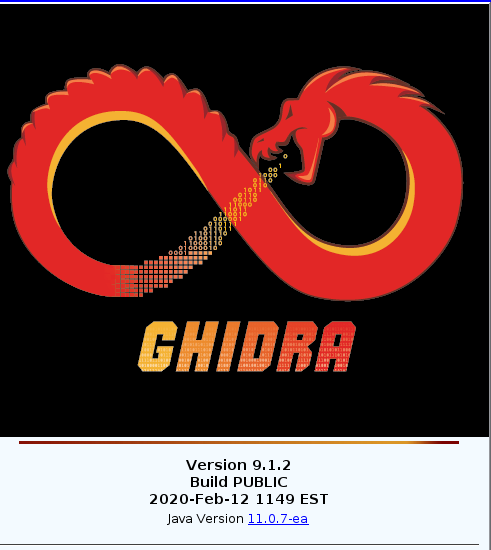 GHIDRA
Version 9.1.2
Build PUBLIC
2020-Feb-12 1149 EST
Java Version 11.0.7-ea